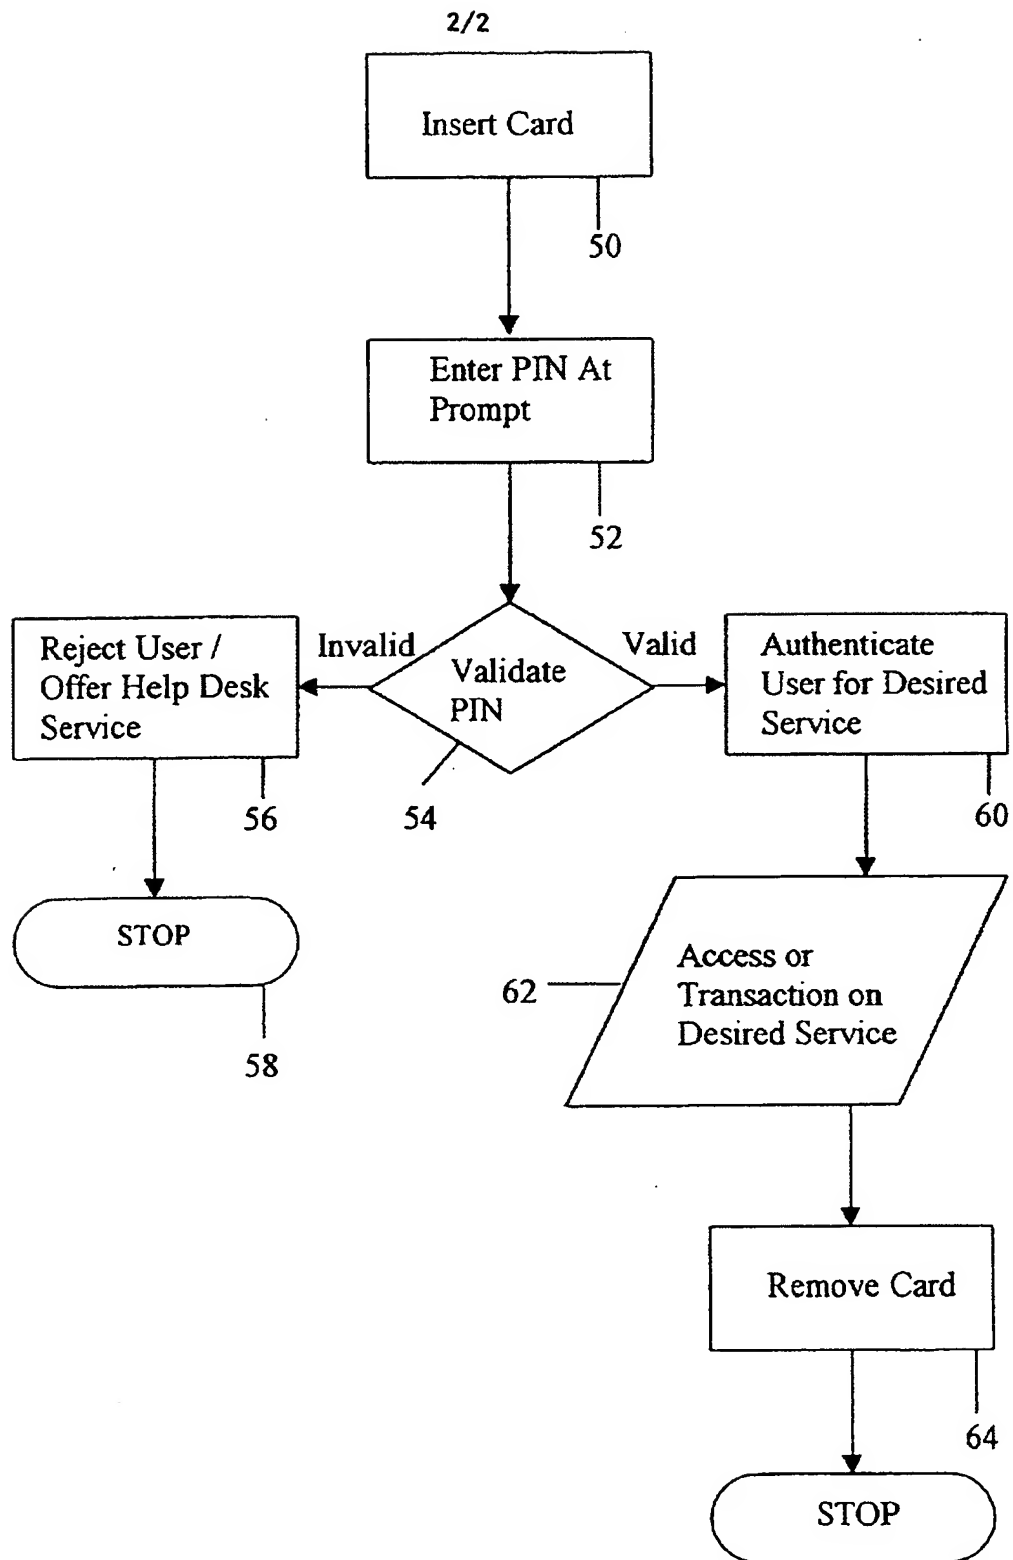 2/2
Insert Card
50
Enter PIN At
Prompt
52
Invalid
Valid
Validate
PIN
54
Reject User /
Offer Help Desk
Service
56
STOP
58
Authenticate
User for Desired
Service
60
Access or
Transaction on
Desired Service
62
Remove Card
64
STOP